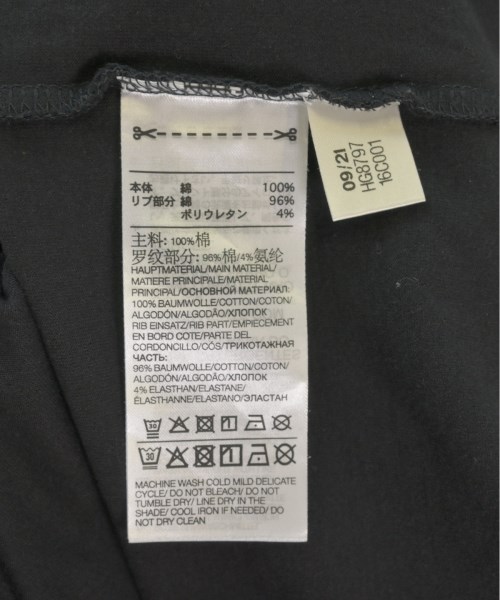 本体 綿 100%
リブ部分 綿 96%
ポリウレタン 4%
主料: 100%棉
罗纹部分: 96%棉/4%氨纶
HAUPTMATERIAL/MAIN MATERIAL/
MATIERE PRINCIPALE/MATERIAL
PRINCIPAL/ОСНОВНОЙ МАТЕРИАЛ:
100% BAUMWOLLE/COTTON/COTON/
ALGODÓN/ALGODÃO/ХЛОПОК
RIB EINSATZ/RIB PART/EMPIECEMENT
EN BORD COTE/PARTE DEL
CORDONCILLO/CÓS/ТРИКОТАЖНАЯ
ЧАСТЬ:
96% BAUMWOLLE/COTTON/COTON/
ALGODÓN/ALGODÃO/ХЛОПОК
4% ELASTHAN/ELASTANE/
ÉLASTHANNE/ELASTANO/ЭЛАСТАН
30
30
MACHINE WASH COLD MILD DELICATE
CYCLE/ DO NOT BLEACH/ DO NOT
TUMBLE DRY/ LINE DRY IN THE
SHADE/ COOL IRON IF NEEDED/ DO
NOT DRY CLEAN
09/21
HG8797
16C001